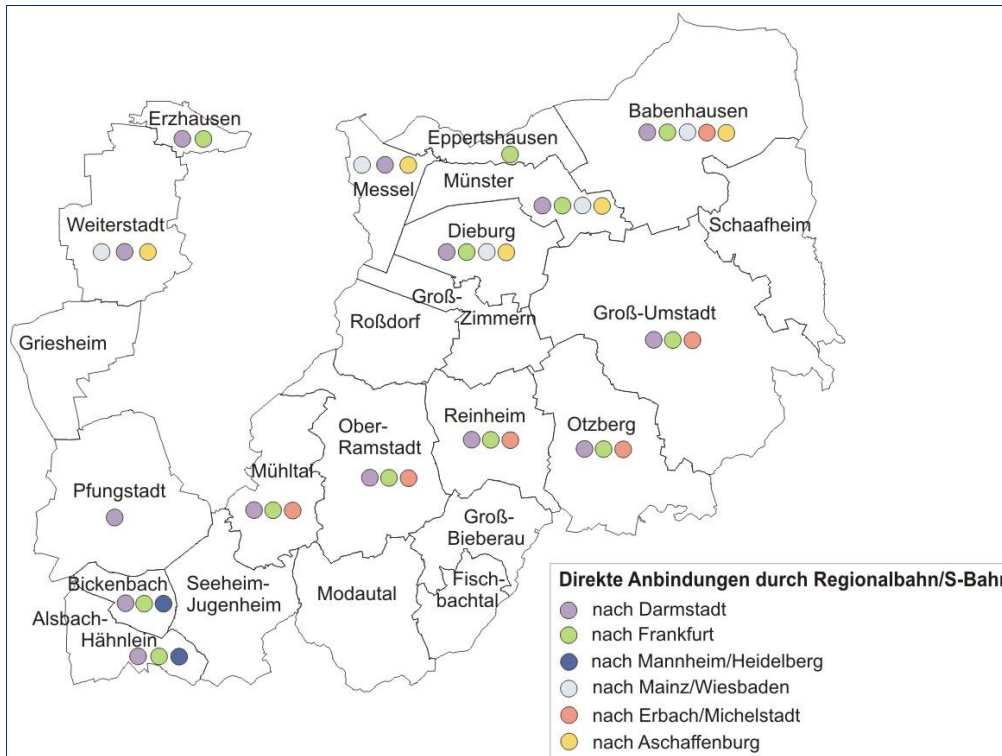 Erzhausen
Babenhausen
Eppertshausen
Messel
Münster
Weiterstadt
Schaafheim
Dieburg
Groß-
Zimmern
Roßdorf
Groß-Umstadt
Griesheim
Ober-
Ramstadt
Reinheim
Otzberg
Mühltal
Pfungstadt
Groß-
Bieberau
Bickenbach
Seeheim-
Jugenheim
Modautal
Fisch-
bachtal
Alsbach-
Hähnlein
Direkte Anbindungen durch Regionalbahn/S-Bahn
nach Darmstadt
nach Frankfurt
nach Mannheim/Heidelberg
nach Mainz/Wiesbaden
nach Erbach/Michelstadt
nach Aschaffenburg